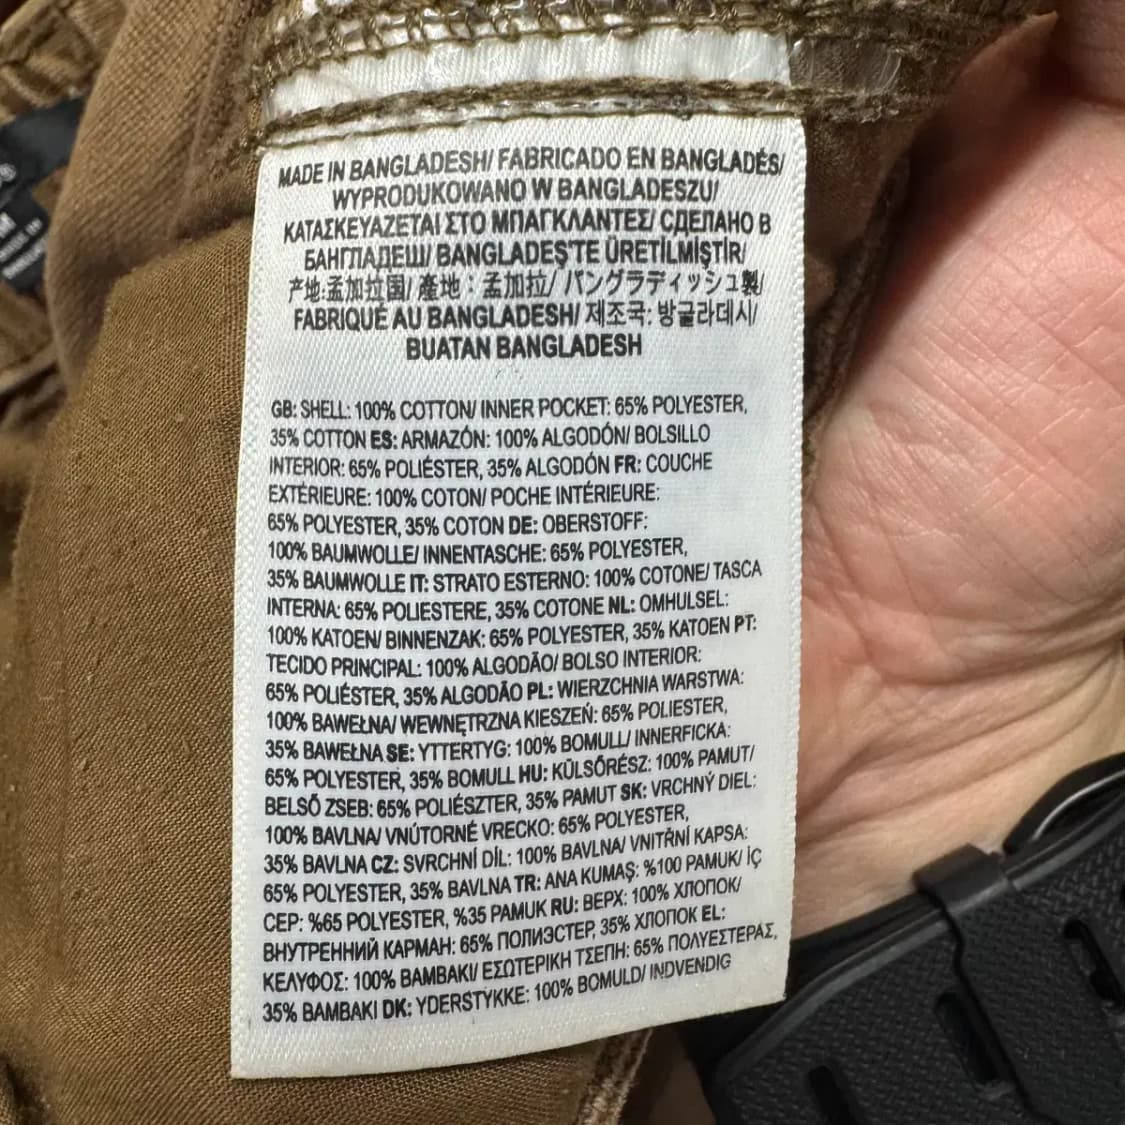 MADE IN BANGLADESH/ FABRICADO EN BANGLADÉS/
WYPRODUKOWANO W BANGLADESZU/
ΚΑΤΑΣΚΕΥΑΖΕΤΑΙ ΣΤΟ ΜΠΑΓΚΛΑΝΤΕΣ/ СДЕЛАНО В
БАНГЛАДЕШ/ BANGLADEŞ'TE ÜRETİLMİŞTİR/
产地:孟加拉国/ 產地：孟加拉/ バングラディッシュ製/
FABRIQUÉ AU BANGLADESH/ 제조국: 방글라데시/
BUATAN BANGLADESH
GB: SHELL: 100% COTTON/ INNER POCKET: 65% POLYESTER,
35% COTTON ES: ARMAZÓN: 100% ALGODÓN/ BOLSILLO
INTERIOR: 65% POLIÉSTER, 35% ALGODÓN FR: COUCHE
EXTÉRIEURE: 100% COTON/ POCHE INTÉRIEURE:
65% POLYESTER, 35% COTON DE: OBERSTOFF:
100% BAUMWOLLE/ INNENTASCHE: 65% POLYESTER,
35% BAUMWOLLE IT: STRATO ESTERNO: 100% COTONE/ TASCA
INTERNA: 65% POLIESTERE, 35% COTONE NL: OMHULSEL:
100% KATOEN/ BINNENZAK: 65% POLYESTER, 35% KATOEN PT:
TECIDO PRINCIPAL: 100% ALGODÃO/ BOLSO INTERIOR:
65% POLIÉSTER, 35% ALGODÃO PL: WIERZCHNIA WARSTWA:
100% BAWEŁNA/ WEWNĘTRZNA KIESZEŃ: 65% POLIESTER,
35% BAWEŁNA SE: YTTERTYG: 100% BOMULL/ INNERFICKA:
65% POLYESTER, 35% BOMULL HU: KÜLSŐRÉSZ: 100% PAMUT/
BELSŐ ZSEB: 65% POLIÉSZTER, 35% PAMUT SK: VRCHNÝ DIEL:
100% BAVLNA/ VNÚTORNÉ VRECKO: 65% POLYESTER,
35% BAVLNA CZ: SVRCHNÍ DÍL: 100% BAVLNA/ VNITŘNÍ KAPSA:
65% POLYESTER, 35% BAVLNA TR: ANA KUMAŞ: %100 PAMUK/ İÇ
CEP: %65 POLYESTER, %35 PAMUK RU: ВЕРХ: 100% ХЛОПОК/
ВНУТРЕННИЙ КАРМАН: 65% ПОЛИЭСТЕР, 35% ХЛОПОК EL:
ΚΕΛΥΦΟΣ: 100% ΒΑΜΒΑΚΙ/ ΕΣΩΤΕΡΙΚΗ ΤΣΕΠΗ: 65% ΠΟΛΥΕΣΤΕΡΑΣ,
35% ΒΑΜΒΑΚΙ DK: YDERSTYKKE: 100% BOMULD/ INDVENDIG
M